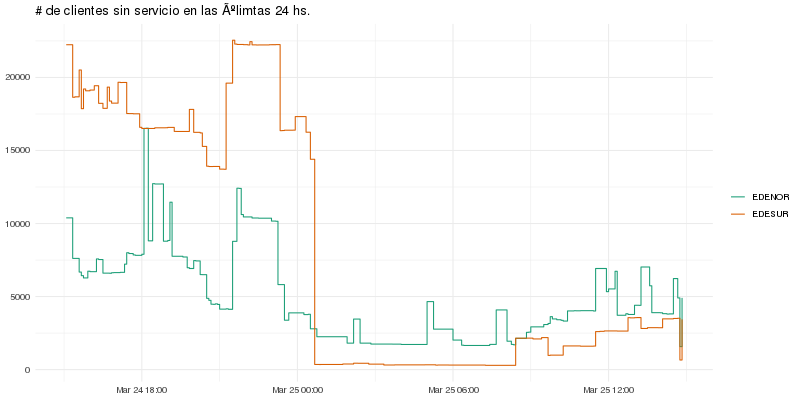 # de clientes sin servicio en las Ãºlimtas 24 hs.
20000
15000
10000
5000
0
Mar 24 18:00
Mar 25 00:00
Mar 25 06:00
Mar 25 12:00
EDENOR
EDESUR